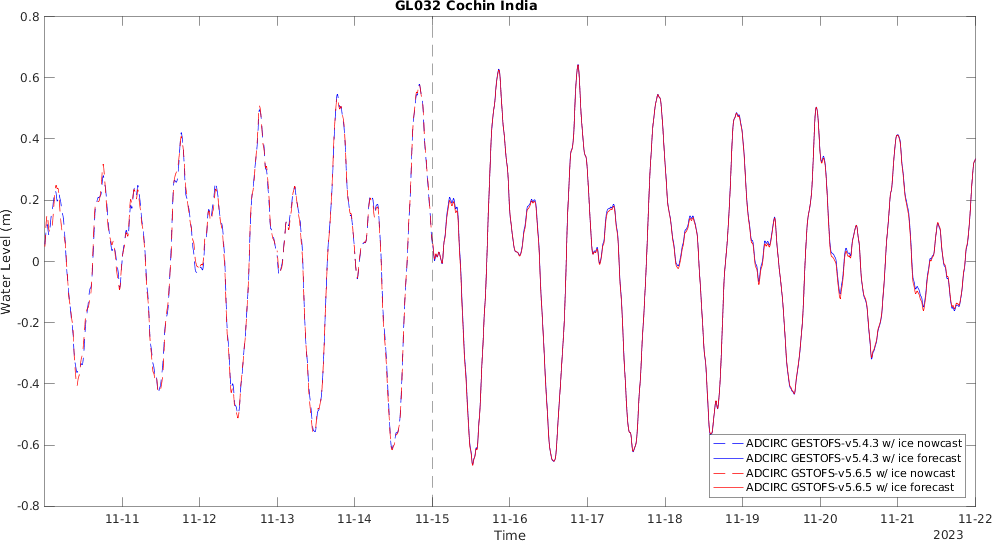 GL032 Cochin India
Water Level (m)
0.8
0.6
0.4
0.2
0
-0.2
-0.4
-0.6
-0.8
11-11 11-12 11-13 11-14 11-15 11-16 11-17 11-18 11-19 11-20 11-21 11-22
Time
2023
ADCIRC GESTOFS-v5.4.3 w/ ice nowcast
ADCIRC GESTOFS-v5.4.3 w/ ice forecast
ADCIRC GSTOFS-v5.6.5 w/ ice nowcast
ADCIRC GSTOFS-v5.6.5 w/ ice forecast